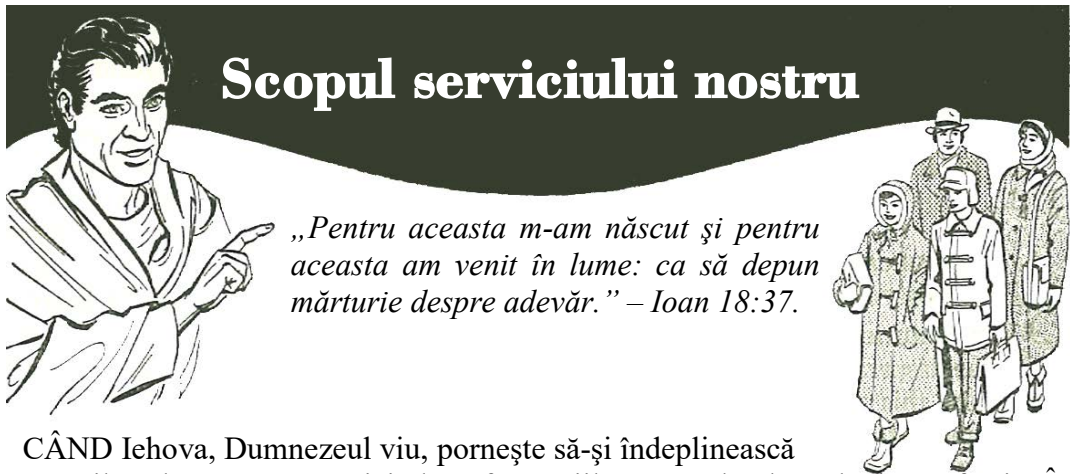 Scopul serviciului nostru
„Pentru aceasta m-am născut şi pentru
aceasta am venit în lume: ca să depun
mărturie despre adevăr.” – Ioan 18:37.
CÂND Iehova, Dumnezeul viu, porneşte să-şi îndeplinească